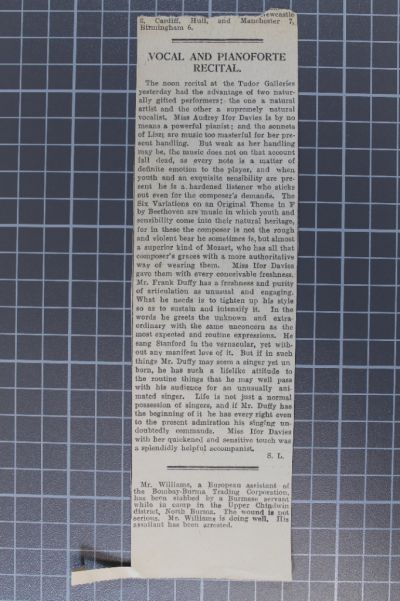 ewcastle
6, Cardiff, Hull, and Manchester 7,
Birmingham 6.
VOCAL AND PIANOFORTE
RECITAL.
The noon recital at the Tudor Galleries
yesterday had the advantage of two natur-
ally gifted performers; the one a natural
artist and the other a supremely natural
vocalist. Miss Audrey Ifor Davies is by no
means a powerful pianist; and the sonnets
of Liszt are music too masterful for her pre-
sent handling. But weak as her handling
may be, the music does not on that account
fall dead, as every note is a matter of
definite emotion to the player, and when
youth and an exquisite sensibility are pre-
sent he is a hardened listener who sticks
out even for the composer's demands. The
Six Variations on an Original Theme in F
by Beethoven are music in which youth and
sensibility come into their natural heritage,
for in these the composer is not the rough
and violent bear he sometimes is, but almost
a superior kind of Mozart, who has all that
composer's graces with a more authoritative
way of wearing them. Miss Ifor Davies
gave them with every conceivable freshness.
Mr. Frank Duffy has a freshness and purity
of articulation as unusual and engaging.
What he needs is to tighten up his style
so as to sustain and intensify it. In the
words he greets the unknown and extra-
ordinary with the same unconcern as the
most expected and routine expressions. He
sang Stanford in the vernacular, yet with-
out any manifest love of it. But if in such
things Mr. Duffy may seem a singer yet un-
born, he has such a lifelike attitude to
the routine things that he may well pass
with his audience for an unusually ani-
mated singer. Life is not just a normal
possession of singers, and if Mr. Duffy has
the beginning of it he has every right even
to the present admiration his singing un-
doubtedly commands. Miss Ifor Davies
with her quickened and sensitive touch was
a splendidly helpful accompanist.
S. L.
Mr. Williams, a European assistant of
the Bombay-Burma Trading Corporation,
has been stabbed by a Burmese servant
while in camp in the Upper Chindwin
district, North Burma. The wound is not
serious. Mr. Williams is doing well. His
assailant has been arrested.